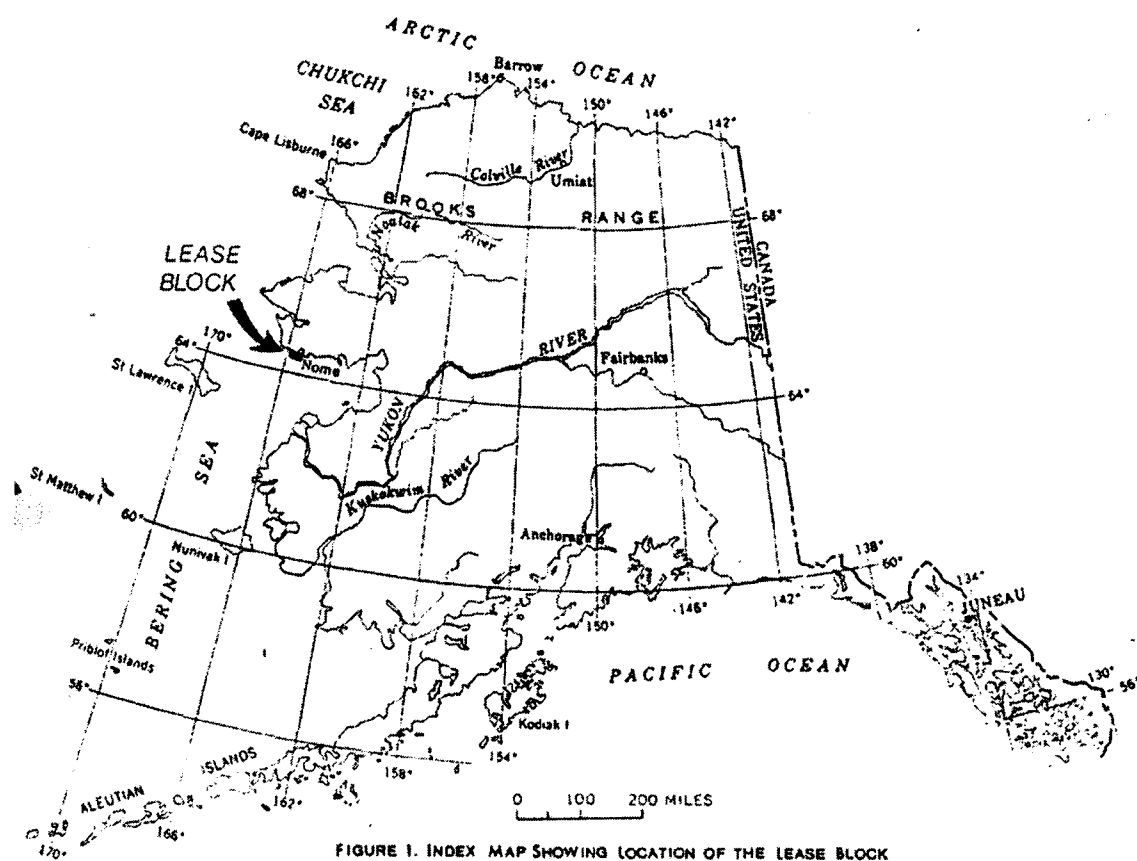 ARCTIC OCEAN
Barrow
CHUKCHI
SEA
158° 154°
162° 150° 146° 142°
166°
Cape Lisburne
Colville River
Umiat
68° BROOKS RANGE 68°
Noatak River
UNITED STATES
CANADA
LEASE
BLOCK
170°
64°
Nome
St Lawrence I
YUKON RIVER
Fairbanks
64°
BERING SEA
St Matthew I
Kuskokwim River
60°
Nunivak I
Anchorage
138°
60°
142°
146°
150°
134°
JUNEAU
130°
56°
Pribilof Islands
56°
PACIFIC OCEAN
Kodiak I
154°
158°
162°
166°
170°
ALEUTIAN ISLANDS
0 100 200 MILES
FIGURE 1. INDEX MAP SHOWING LOCATION OF THE LEASE BLOCK